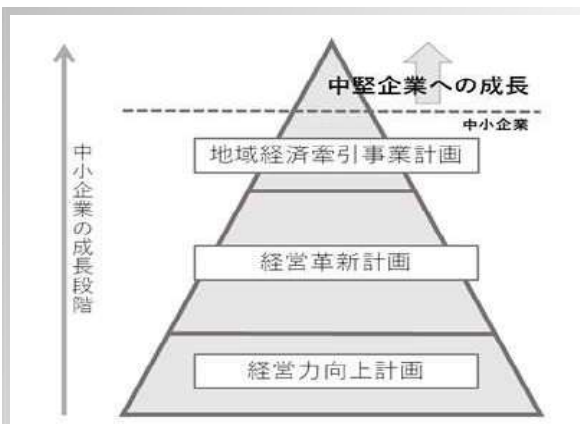 中堅企業への成長
中小企業
地域経済牽引事業計画
経営革新計画
経営力向上計画
中小企業の成長段階